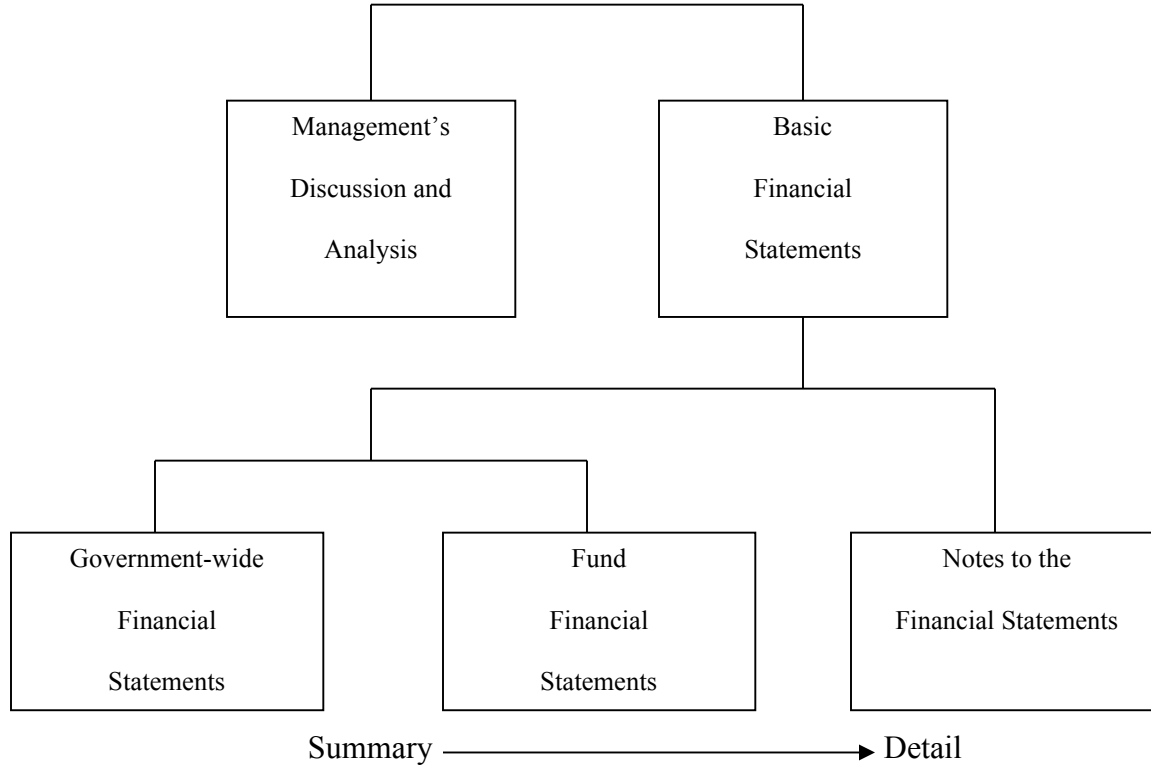 Management’s
Discussion and
Analysis
Basic
Financial
Statements
Government-wide
Financial
Statements
Fund
Financial
Statements
Notes to the
Financial Statements
Summary
Detail